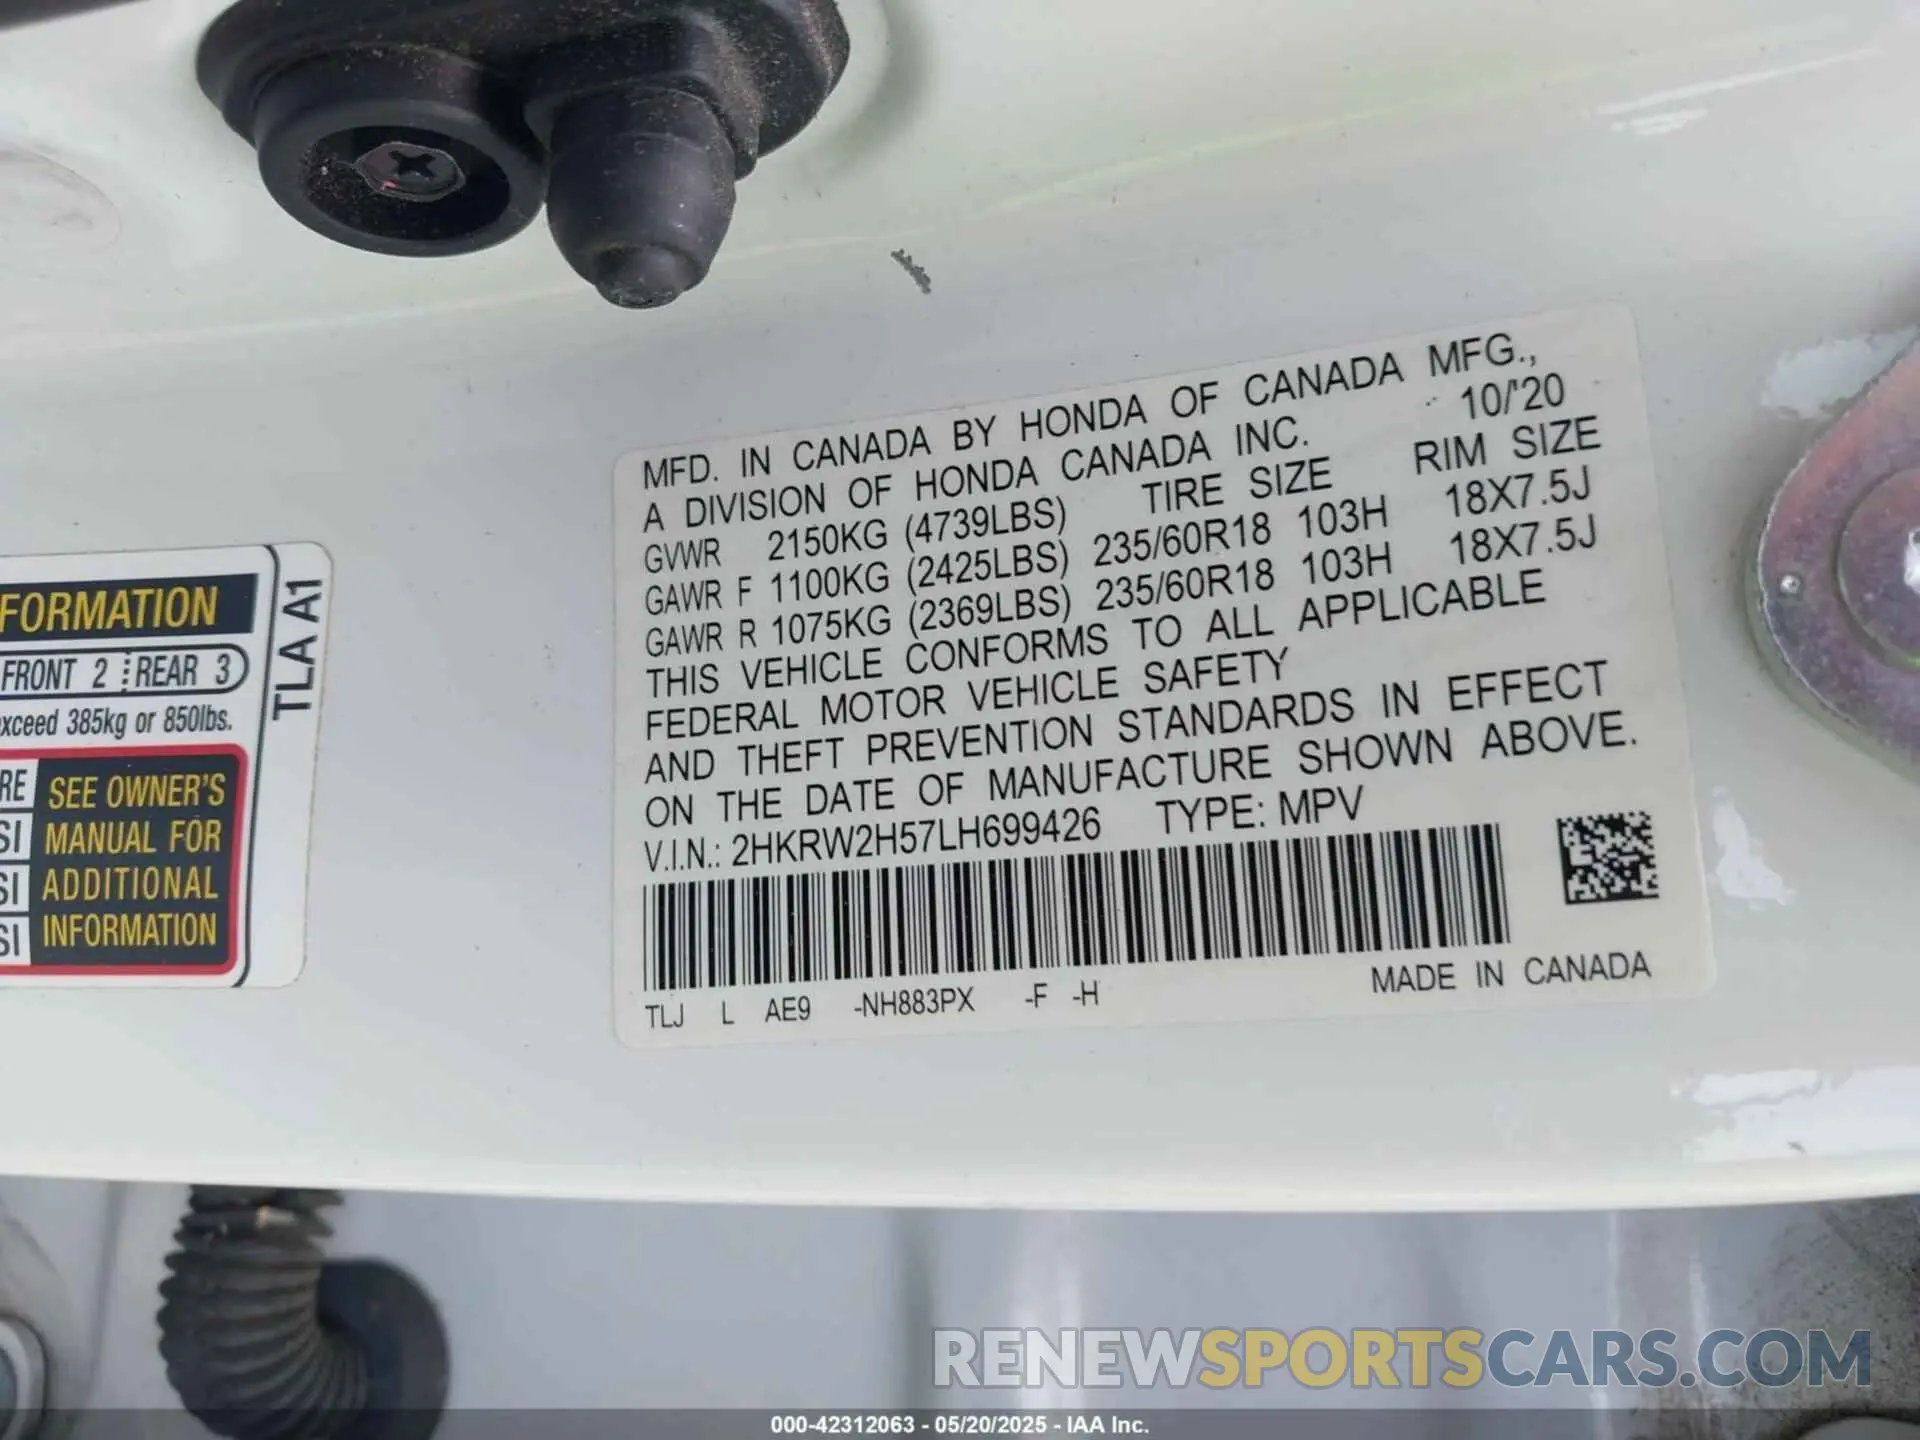 MFD. IN CANADA BY HONDA OF CANADA MFG.,
A DIVISION OF HONDA CANADA INC. 10/'20
GVWR 2150KG (4739LBS) TIRE SIZE RIM SIZE
GAWR F 1100KG (2425LBS) 235/60R18 103H 18X7.5J
GAWR R 1075KG (2369LBS) 235/60R18 103H 18X7.5J
THIS VEHICLE CONFORMS TO ALL APPLICABLE
FEDERAL MOTOR VEHICLE SAFETY
AND THEFT PREVENTION STANDARDS IN EFFECT
ON THE DATE OF MANUFACTURE SHOWN ABOVE.
V.I.N.: 2HKRW2H57LH699426 TYPE: MPV
TLJ L AE9 -NH883PX -F -H MADE IN CANADA
FORMATION
FRONT 2 REAR 3
xceed 385kg or 850lbs.
RE
SI
SI
SI
SEE OWNER'S
MANUAL FOR
ADDITIONAL
INFORMATION
TLA A1
RENEWSPORTSCARS.COM
000-42312063 - 05/20/2025 - IAA Inc.